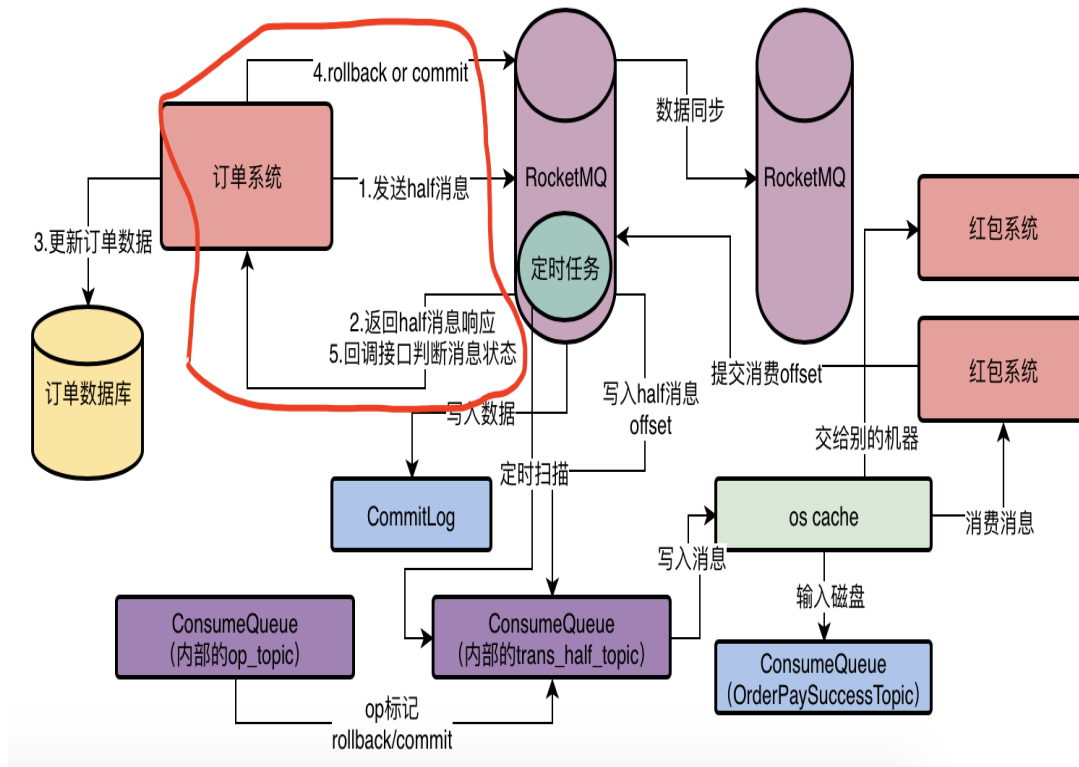 4.rollback or commit
数据同步
订单系统
1.发送half消息
RocketMQ
RocketMQ
红包系统
3.更新订单数据
定时任务
2.返回half消息响应
5.回调接口判断消息状态
订单数据库
提交消费offset
红包系统
写入half消息
offset
写入数据
交给别的机器
定时扫描
CommitLog
os cache
消费消息
写入消息
输入磁盘
ConsumeQueue
（内部的op_topic）
ConsumeQueue
（内部的trans_half_topic）
ConsumeQueue
（OrderPaySuccessTopic）
op标记
rollback/commit